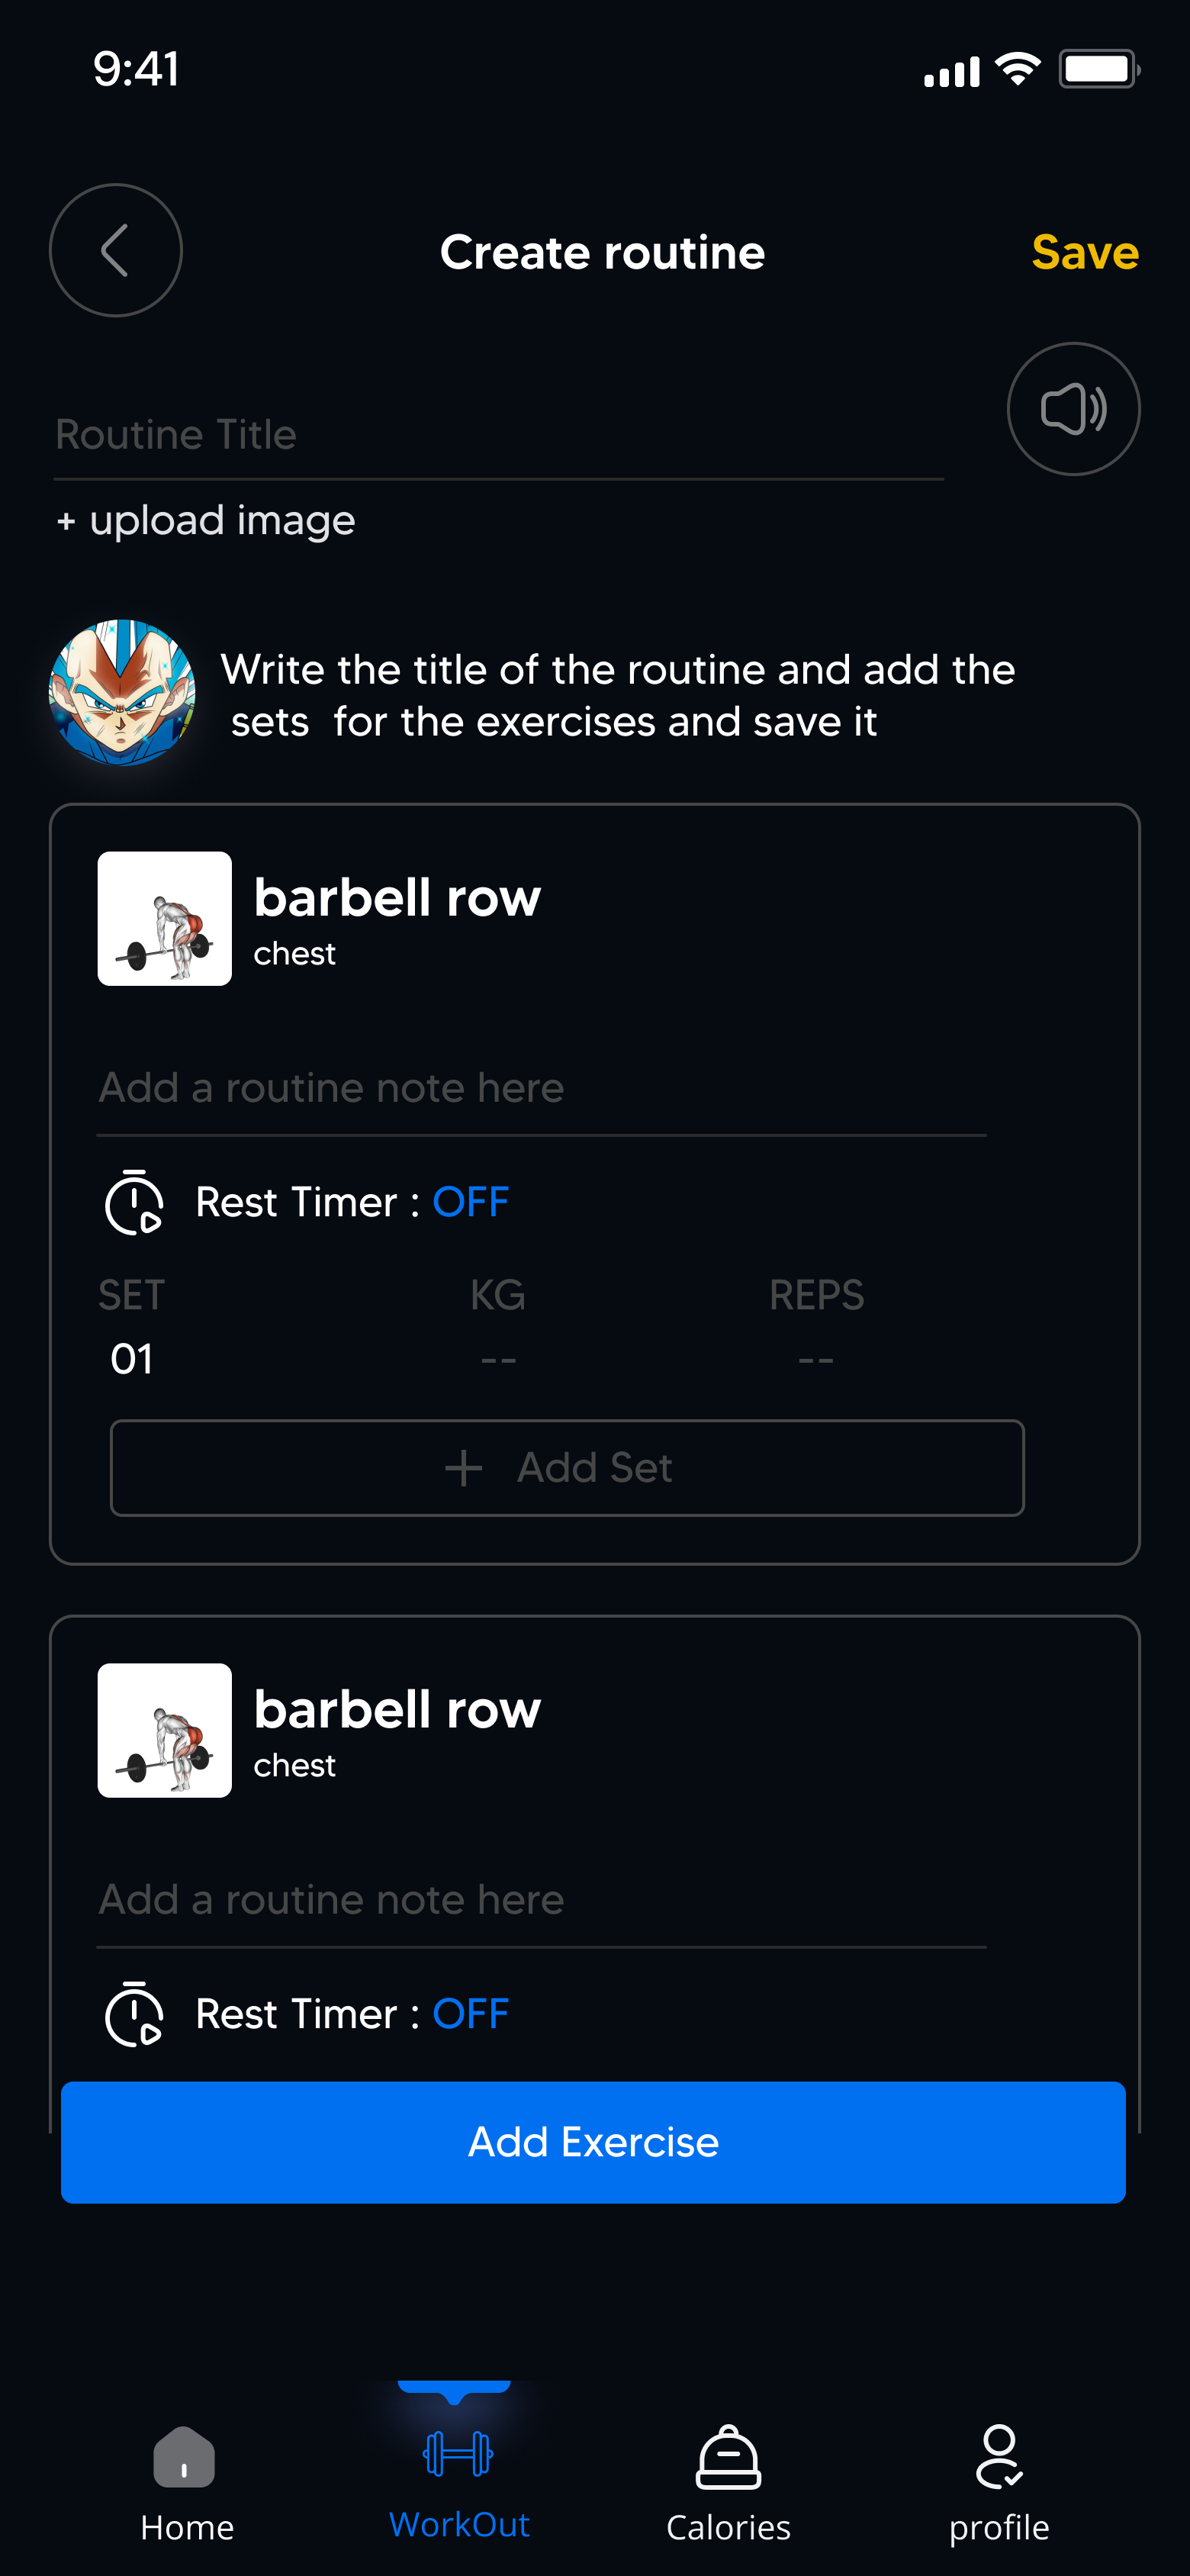 9:41
Create routine
Save
Routine Title
+ upload image
Write the title of the routine and add the
sets  for the exercises and save it
barbell row
chest
Add a routine note here
Rest Timer : OFF
SET KG REPS
01 -- --
+ Add Set
barbell row
chest
Add a routine note here
Rest Timer : OFF
Add Exercise
Home WorkOut Calories profile